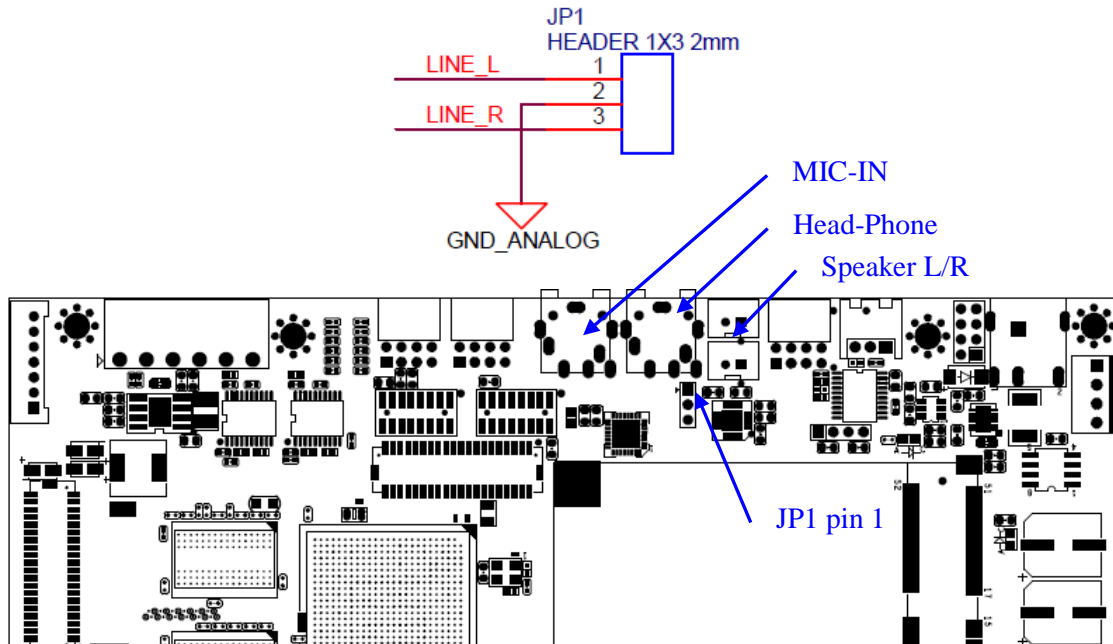 JP1
HEADER 1X3 2mm
LINE_L 1
2
LINE_R 3
GND_ANALOG
MIC-IN
Head-Phone
Speaker L/R
JP1 pin 1